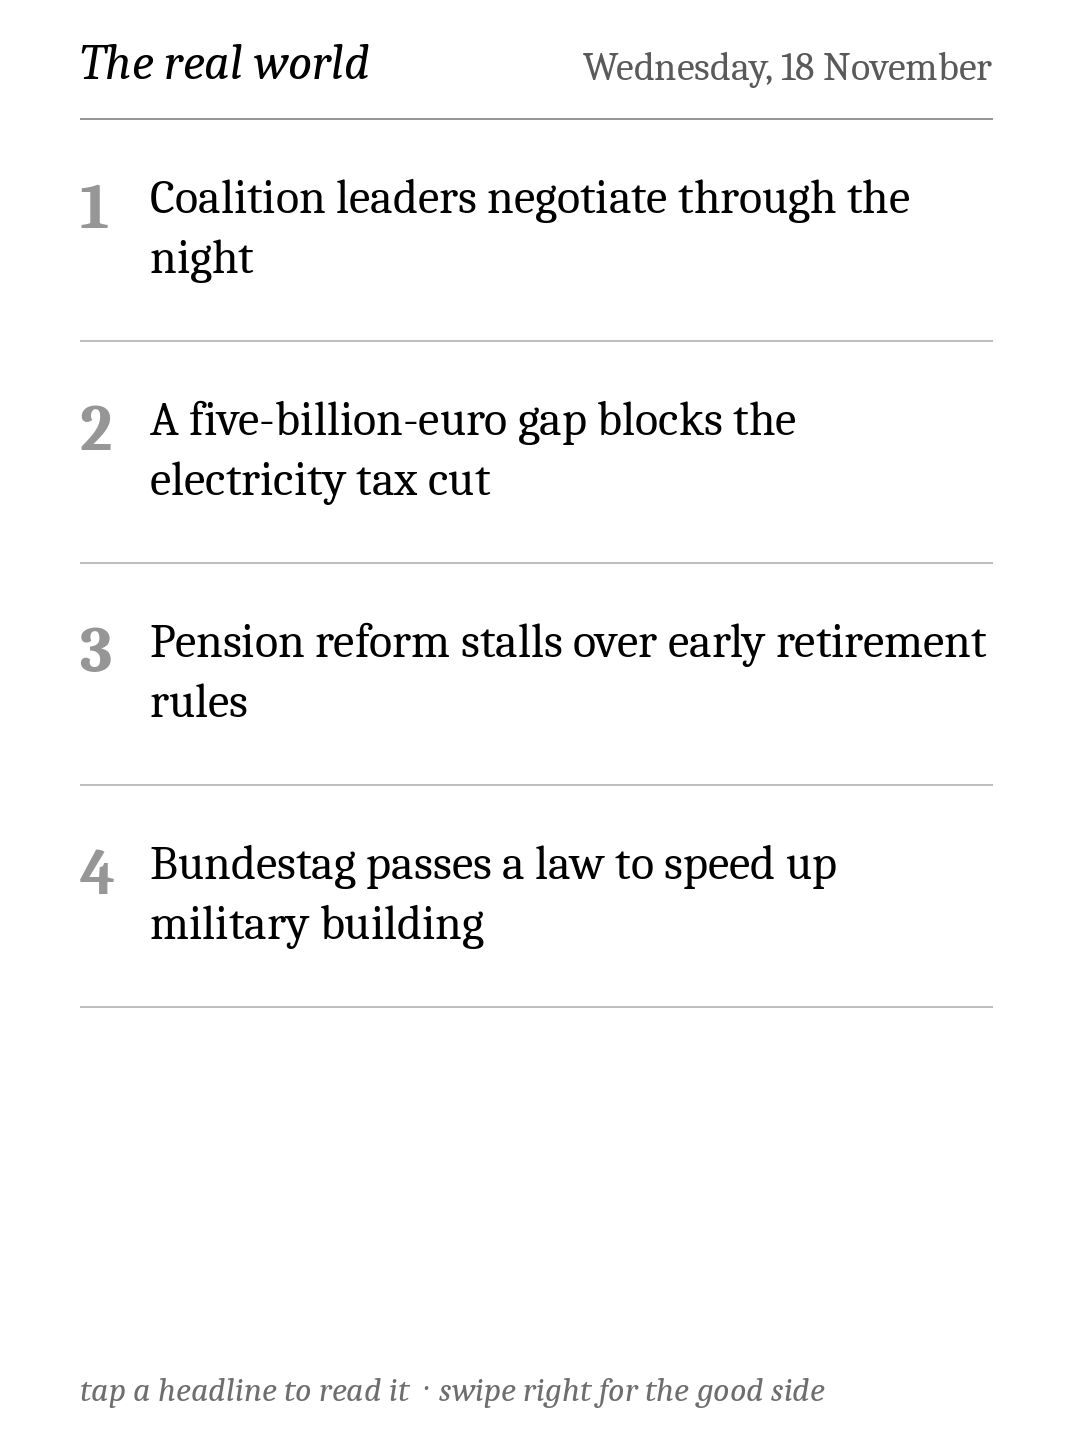 The real world
Wednesday, 18 November
1 Coalition leaders negotiate through the
night
2 A five-billion-euro gap blocks the
electricity tax cut
3 Pension reform stalls over early retirement
rules
4 Bundestag passes a law to speed up
military building
tap a headline to read it · swipe right for the good side